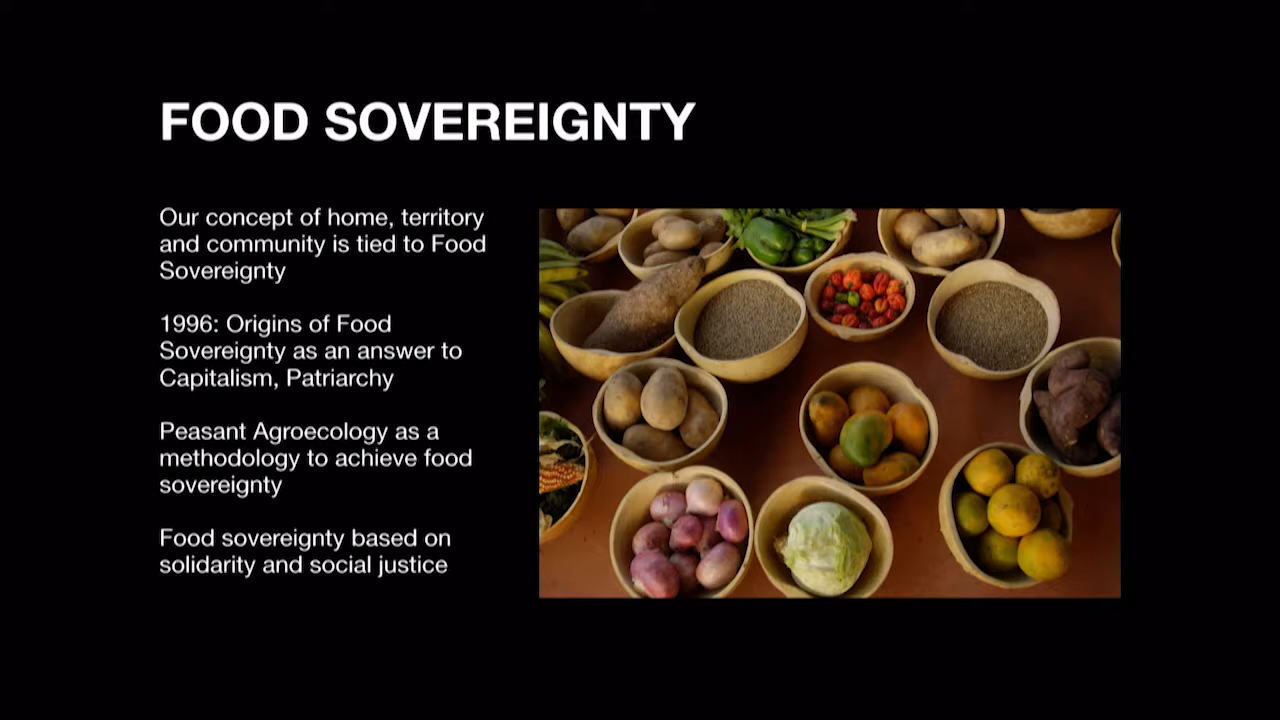 FOOD SOVEREIGNTY
Our concept of home, territory
and community is tied to Food
Sovereignty
1996: Origins of Food
Sovereignty as an answer to
Capitalism, Patriarchy
Peasant Agroecology as a
methodology to achieve food
sovereignty
Food sovereignty based on
solidarity and social justice